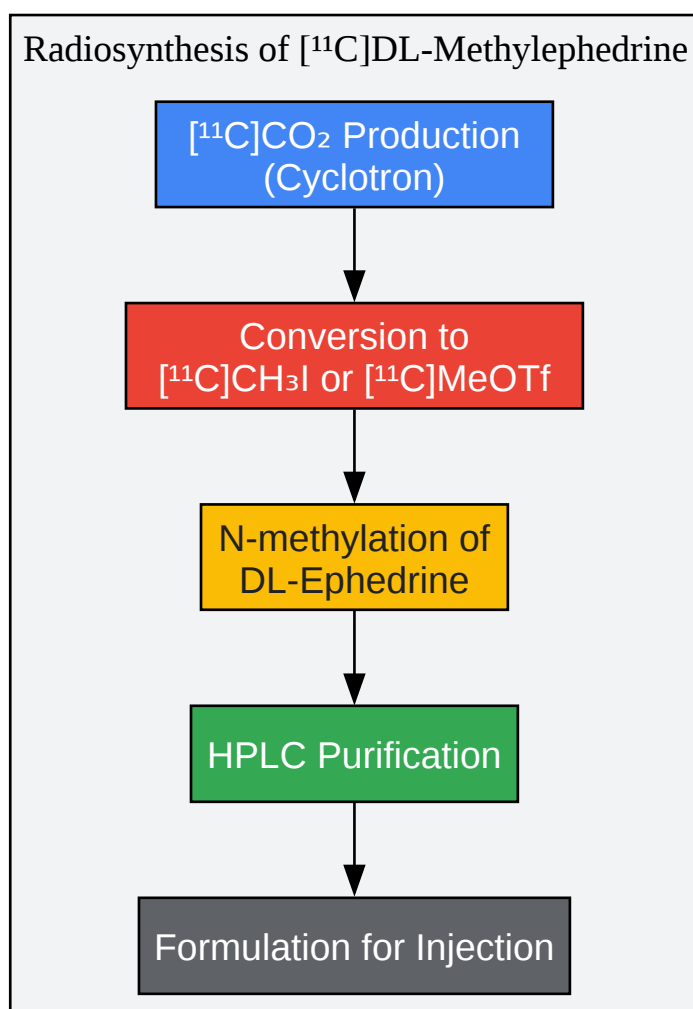 Radiosynthesis of [¹¹C]DL-Methylephedrine
[¹¹C]CO₂ Production
(Cyclotron)
Conversion to
[¹¹C]CH₃I or [¹¹C]MeOTf
N-methylation of
DL-Ephedrine
HPLC Purification
Formulation for Injection